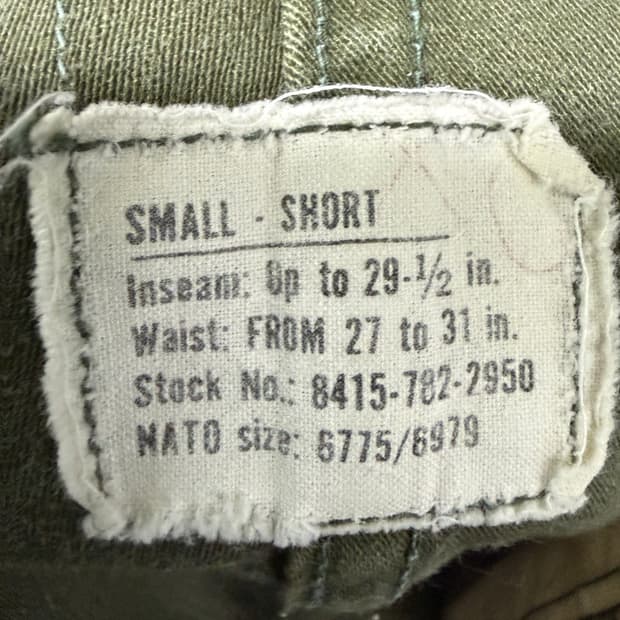 SMALL - SHORT
Inseam: Up to 29-1/2 in.
Waist: FROM 27 to 31 in.
Stock No.: 8415-782-2950
NATO size: 6775/6979